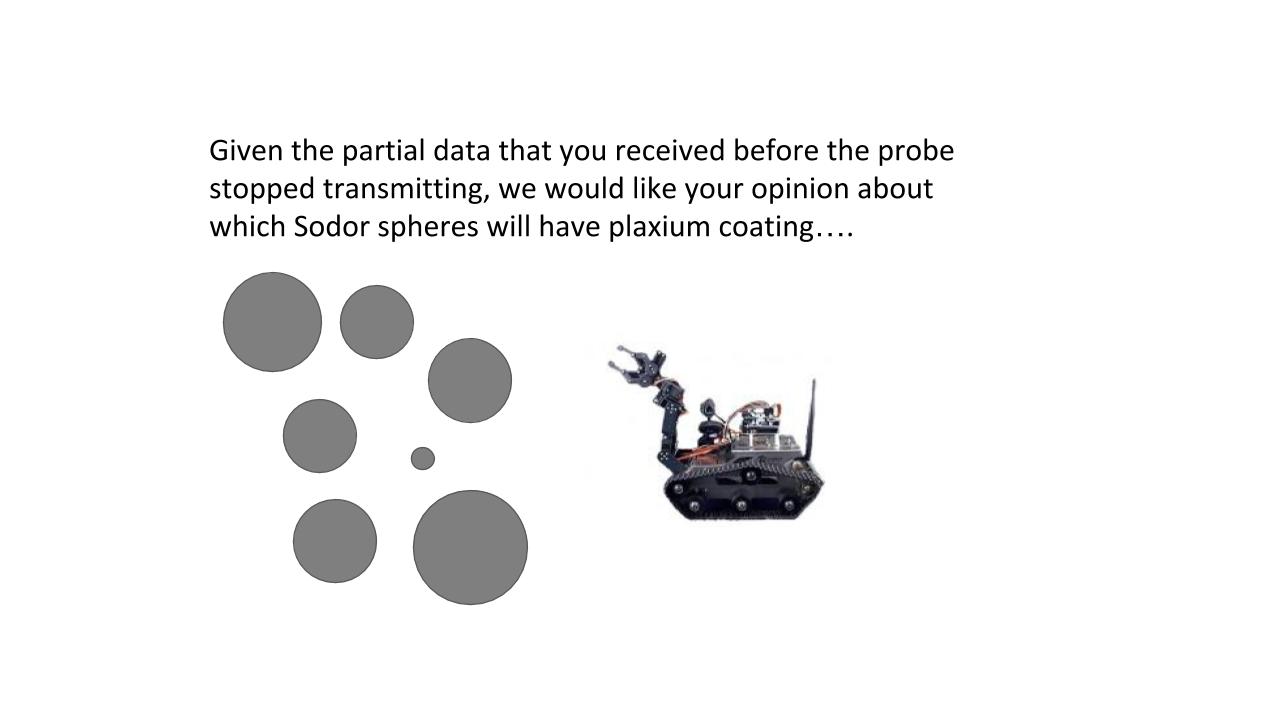 Given the partial data that you received before the probe
stopped transmitting, we would like your opinion about
which Sodor spheres will have plaxium coating….